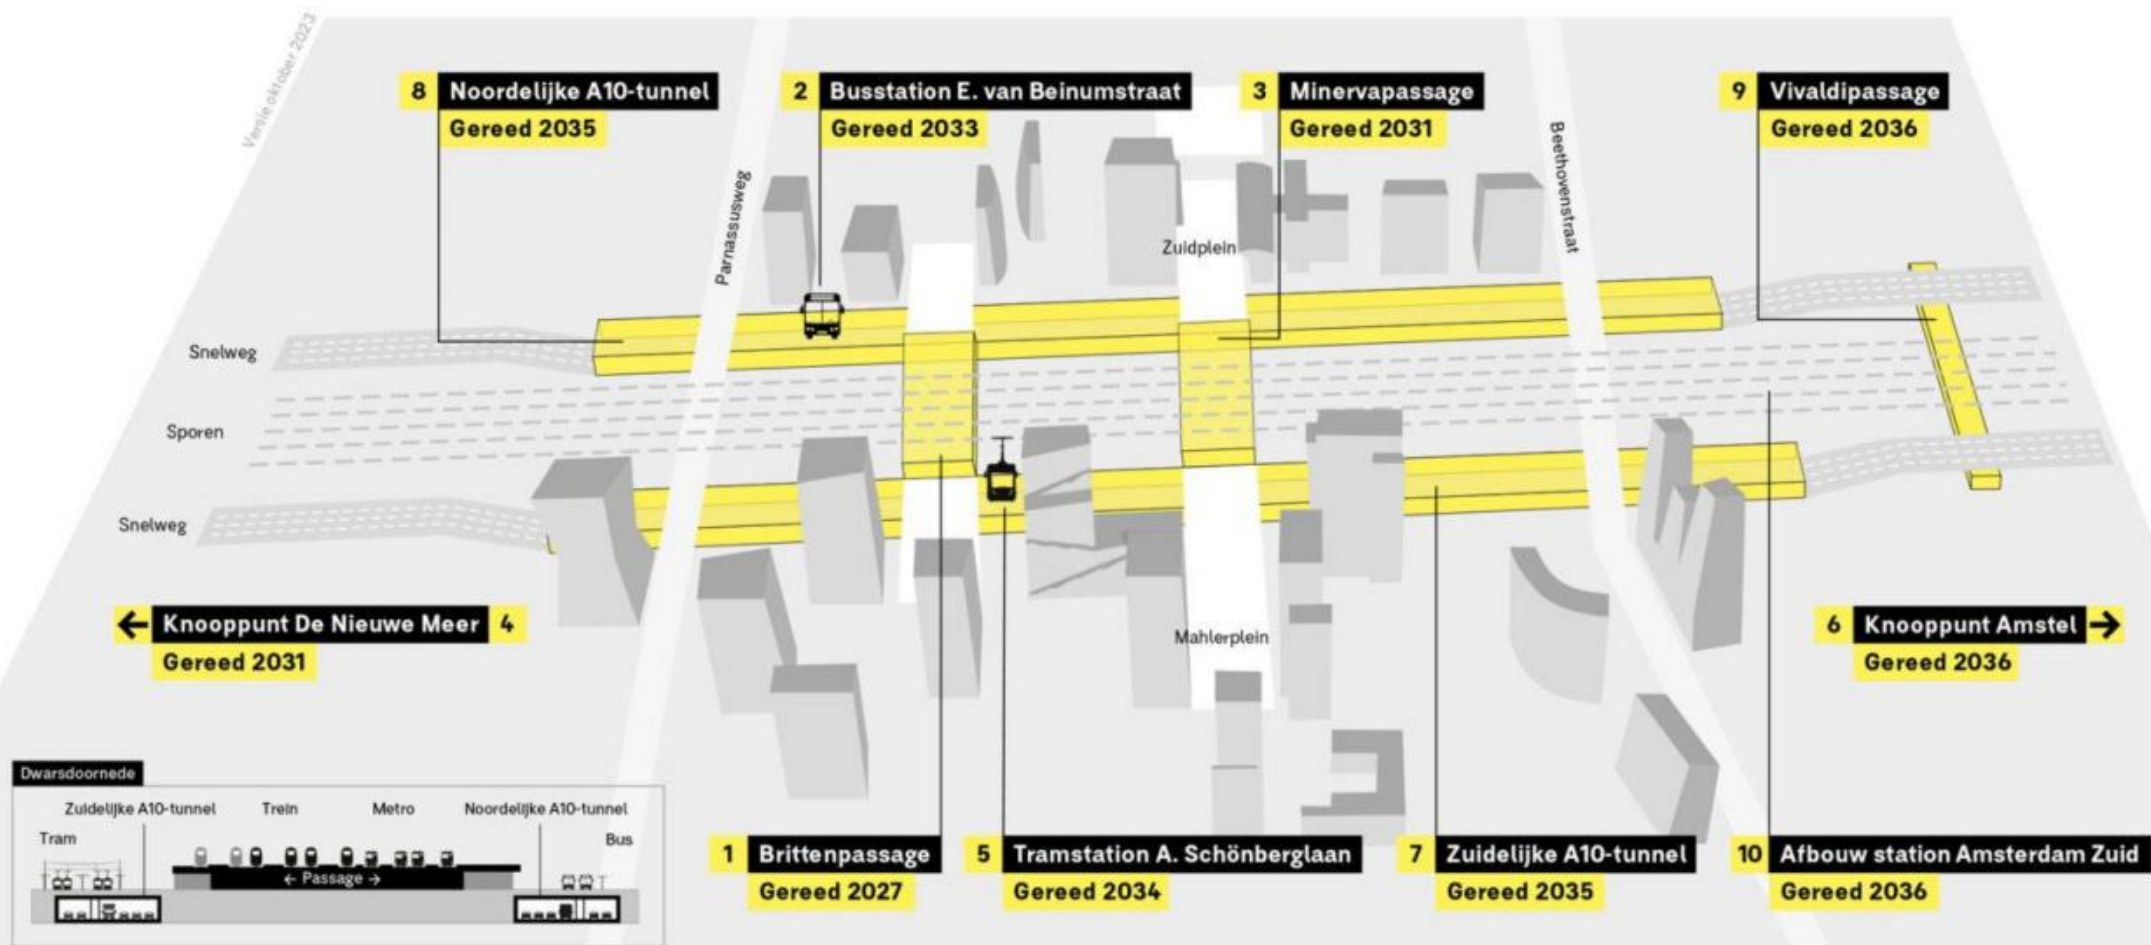 Versie oktober 2023
8 Noordelijke A10-tunnel
Gereed 2035
2 Busstation E. van Beinumstraat
Gereed 2033
3 Minervapassage
Gereed 2031
9 Vivaldipassage
Gereed 2036
Parnassusweg
Beethovenstraat
Zuidplein
Snelweg
Sporen
Snelweg
Mahlerplein
← Knooppunt De Nieuwe Meer 4
Gereed 2031
6 Knooppunt Amstel →
Gereed 2036
Dwarsdoornede
Zuidelijke A10-tunnel Trein Metro Noordelijke A10-tunnel
Tram Bus
← Passage →
1 Brittenpassage
Gereed 2027
5 Tramstation A. Schönberglaan
Gereed 2034
7 Zuidelijke A10-tunnel
Gereed 2035
10 Afbouw station Amsterdam Zuid
Gereed 2036